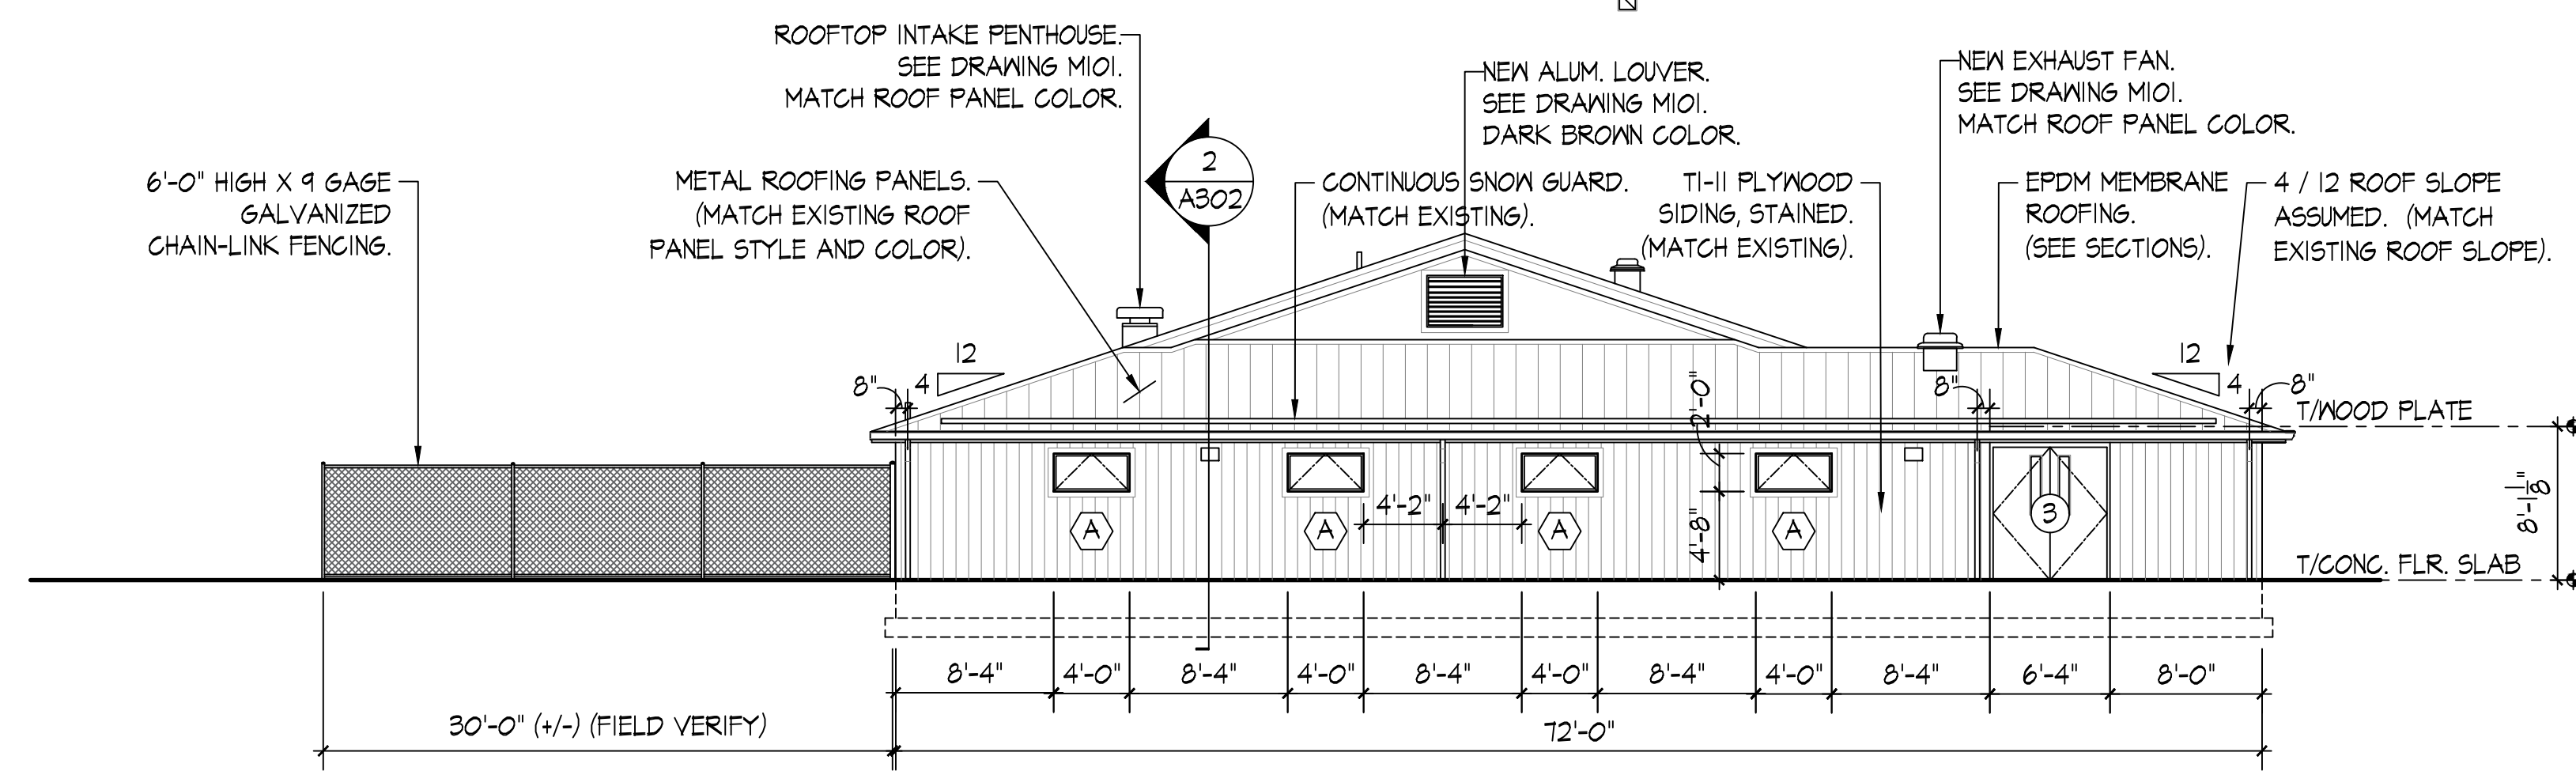 ROOFTOP INTAKE PENTHOUSE.
SEE DRAWING M101.
MATCH ROOF PANEL COLOR.
NEW ALUM. LOUVER.
SEE DRAWING M101.
DARK BROWN COLOR.
NEW EXHAUST FAN.
SEE DRAWING M101.
MATCH ROOF PANEL COLOR.
6'-0" HIGH X 9 GAGE
GALVANIZED
CHAIN-LINK FENCING.
METAL ROOFING PANELS.
(MATCH EXISTING ROOF
PANEL STYLE AND COLOR).
2
A302
CONTINUOUS SNOW GUARD.
(MATCH EXISTING).
T1-11 PLYWOOD
SIDING, STAINED.
(MATCH EXISTING).
EPDM MEMBRANE
ROOFING.
(SEE SECTIONS).
4 / 12 ROOF SLOPE
ASSUMED. (MATCH
EXISTING ROOF SLOPE).
12
4
8"
2'-0"
8"
12
4
8"
T/WOOD PLATE
4'-2"
4'-2"
4'-8"
A
A
A
A
3
8'-1 1/8"
T/CONC. FLR. SLAB
8'-4"
4'-0"
8'-4"
4'-0"
8'-4"
4'-0"
8'-4"
4'-0"
8'-4"
6'-4"
8'-0"
30'-0" (+/-) (FIELD VERIFY)
72'-0"